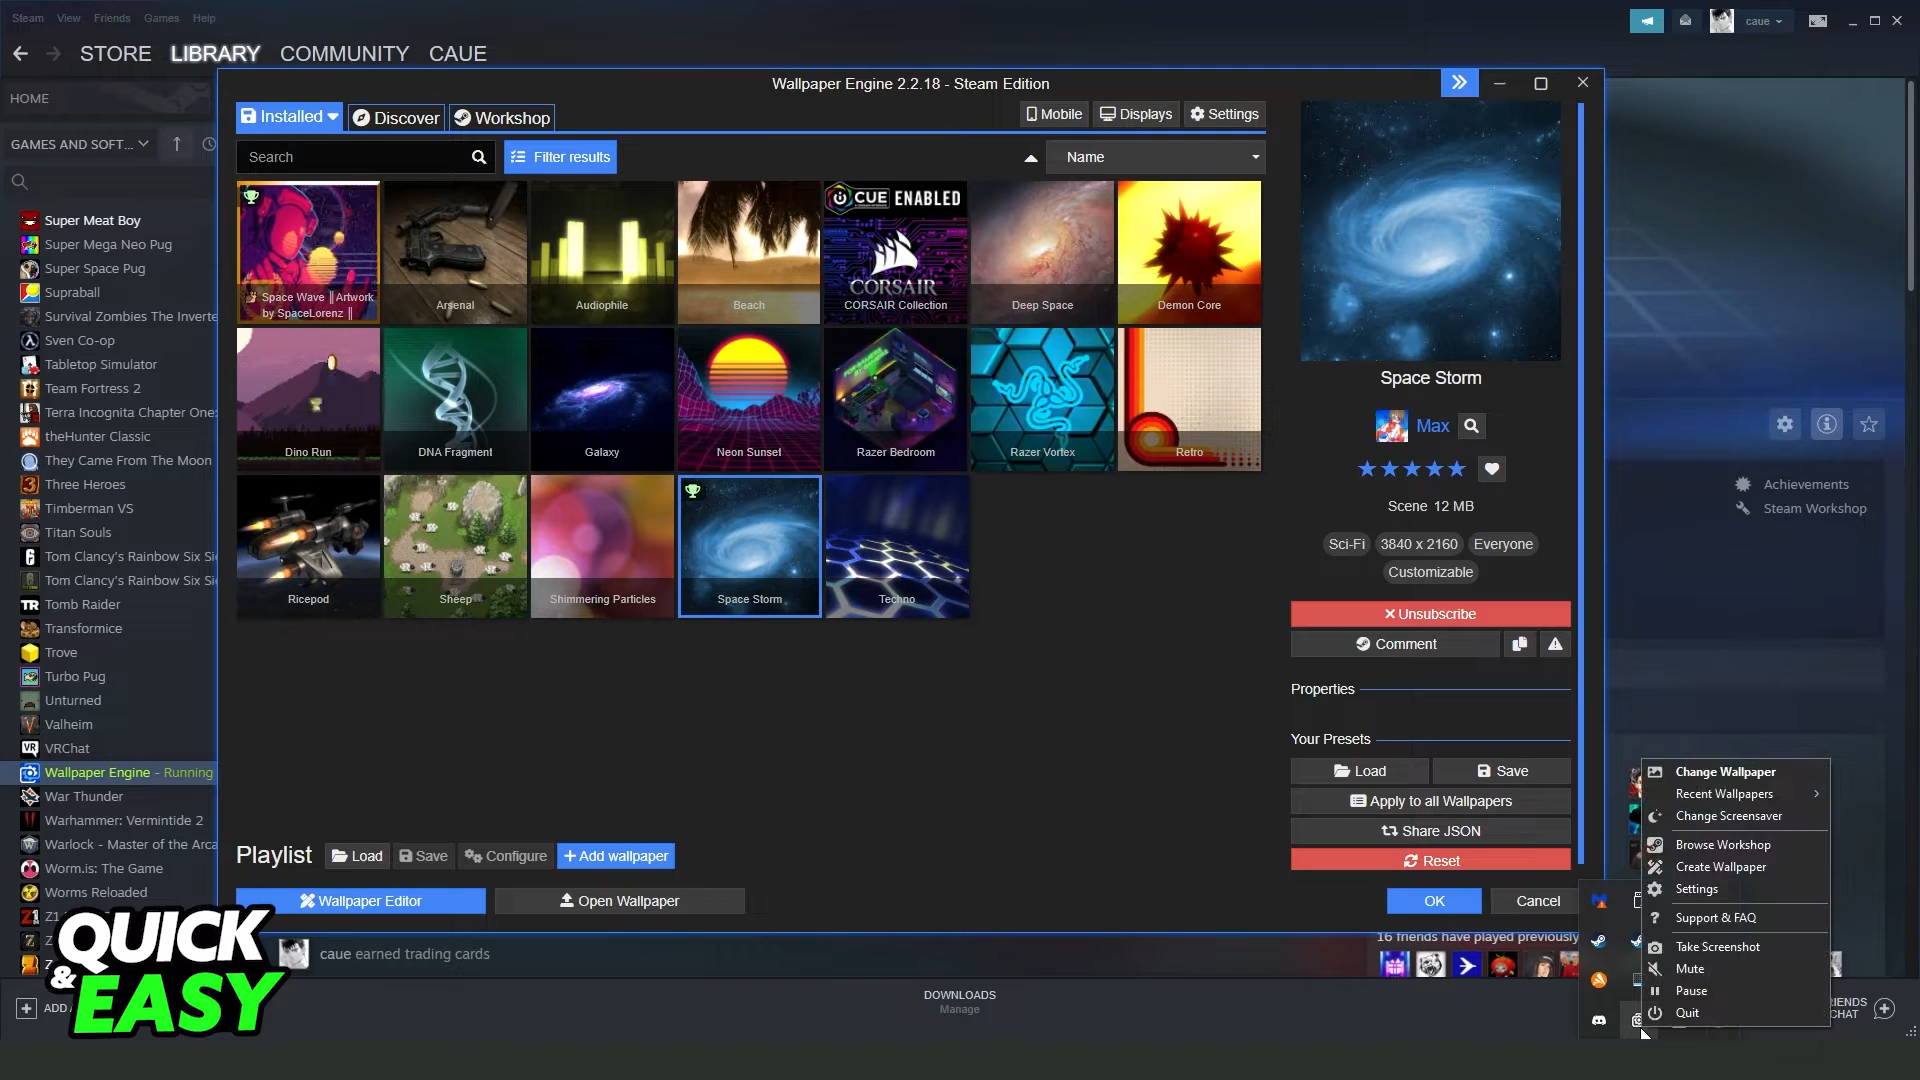 Steam View Friends Games Help
caue
STORE LIBRARY COMMUNITY CAUE
Wallpaper Engine 2.2.18 - Steam Edition
HOME
Installed Discover Workshop
Mobile Displays Settings
GAMES AND SOFT...
Search Filter results Name
Super Meat Boy
Super Mega Neo Pug
Super Space Pug
Supraball
Survival Zombies The Inverte
Sven Co-op
Tabletop Simulator
Team Fortress 2
Terra Incognita Chapter One:
theHunter Classic
They Came From The Moon
Three Heroes
Timberman VS
Titan Souls
Tom Clancy's Rainbow Six Si
Tom Clancy's Rainbow Six Si
Tomb Raider
Transformice
Trove
Turbo Pug
Unturned
Valheim
VRChat
Wallpaper Engine - Running
War Thunder
Warhammer: Vermintide 2
Warlock - Master of the Arca
Worm.is: The Game
Worms Reloaded
Z1
Z
Z
ADD A
CUE ENABLED
CORSAIR
Space Wave ║Artwork
by SpaceLorenz ║
Arsenal
Audiophile
Beach
CORSAIR Collection
Deep Space
Demon Core
Dino Run
DNA Fragment
Galaxy
Neon Sunset
Razer Bedroom
Razer Vortex
Retro
Ricepod
Sheep
Shimmering Particles
Space Storm
Techno
Space Storm
Max
Scene 12 MB
Sci-Fi 3840 x 2160 Everyone
Customizable
Unsubscribe
Comment
Properties
Your Presets
Load Save
Apply to all Wallpapers
Share JSON
Reset
Playlist Load Save Configure Add wallpaper
Wallpaper Editor Open Wallpaper OK Cancel
Achievements
Steam Workshop
Change Wallpaper
Recent Wallpapers
Change Screensaver
Browse Workshop
Create Wallpaper
Settings
Support & FAQ
Take Screenshot
Mute
Pause
Quit
16 friends have played previously
caue earned trading cards
DOWNLOADS
Manage
RIENDS
CHAT
QUICK
& EASY